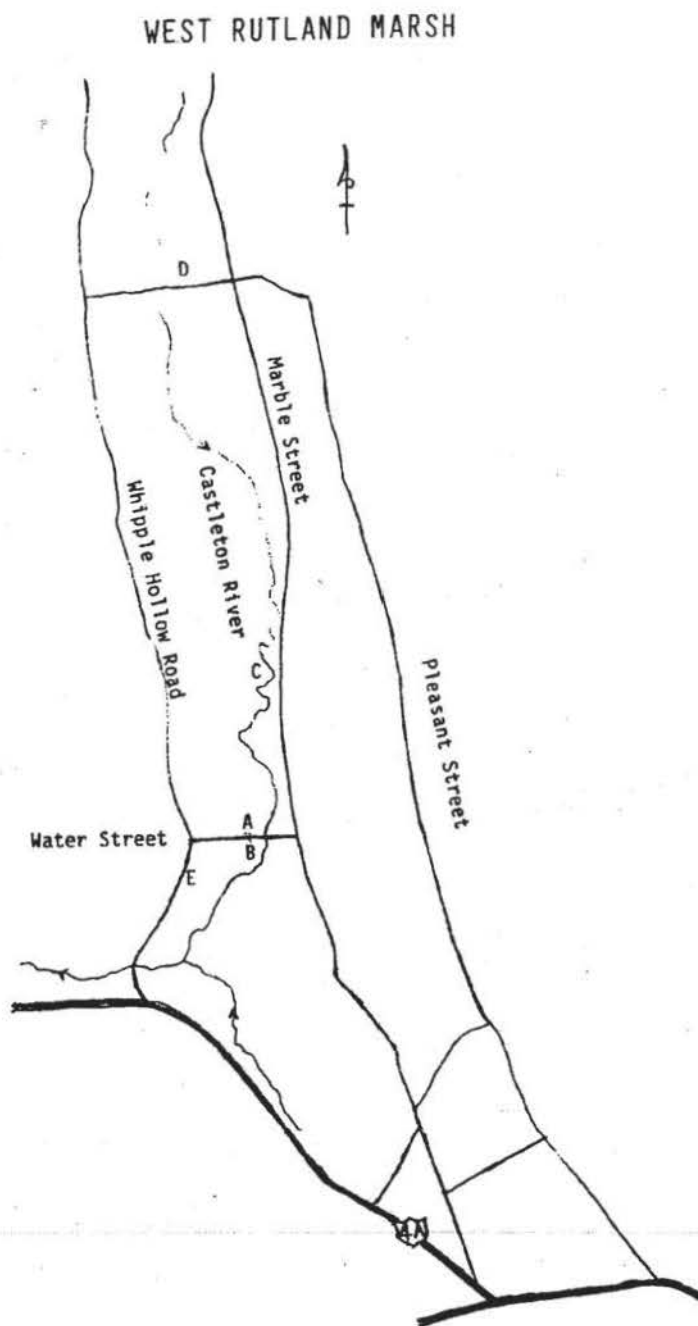 WEST RUTLAND MARSH
D
Marble Street
Castleton River
Whipple Hollow Road
C
Pleasant Street
A
Water Street
B
E
4A